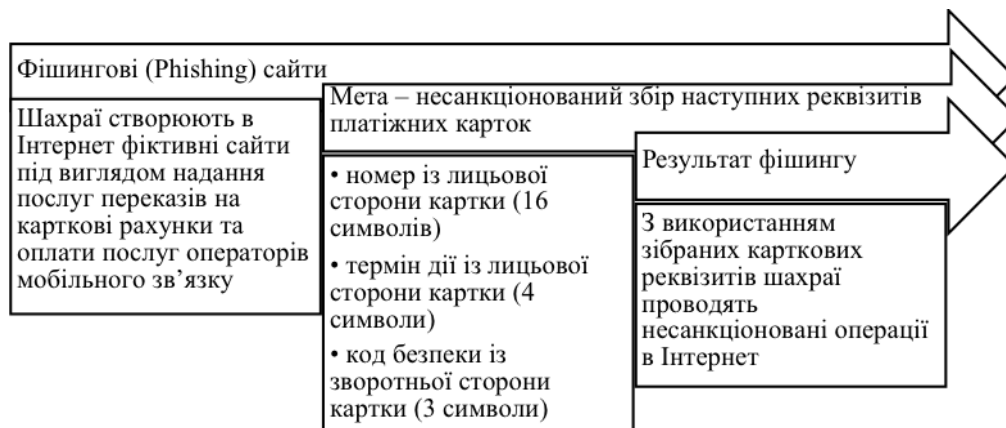 Фішингові (Phishing) сайти
Шахраї створюють в
Інтернет фіктивні сайти
під виглядом надання
послуг переказів на
карткові рахунки та
оплати послуг операторів
мобільного зв’язку
Мета – несанкціонований збір наступних реквізитів
платіжних карток
• номер із лицьової
сторони картки (16
символів)
• термін дії із лицьової
сторони картки (4
символи)
• код безпеки із
зворотньої сторони
картки (3 символи)
Результат фішингу
З використанням
зібраних карткових
реквізитів шахраї
проводять
несанкціоновані операції
в Інтернет